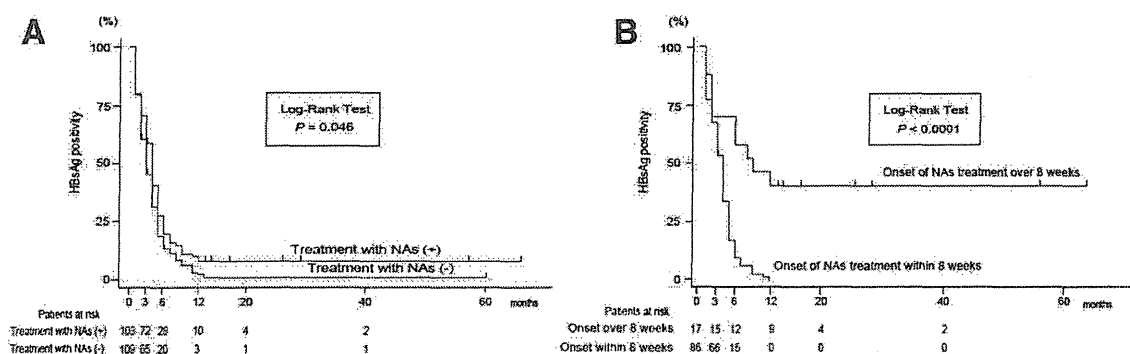 A
(%)
100
75
50
25
0
HBsAg positivity
Log-Rank Test
P = 0.046
Treatment with NAs (+)
Treatment with NAs (-)
0 3 6 12 20 40 60 months
Patients at risk
Treatment with NAs (+) 103 72 28 10 4 2
Treatment with NAs (-) 109 65 20 3 1 1
B
(%)
100
75
50
25
0
HBsAg positivity
Log-Rank Test
P < 0.0001
Onset of NAs treatment over 8 weeks
Onset of NAs treatment within 8 weeks
0 3 6 12 20 40 60 months
Patients at risk
Onset over 8 weeks 17 15 12 9 4 2
Onset within 8 weeks 86 66 15 0 0 0